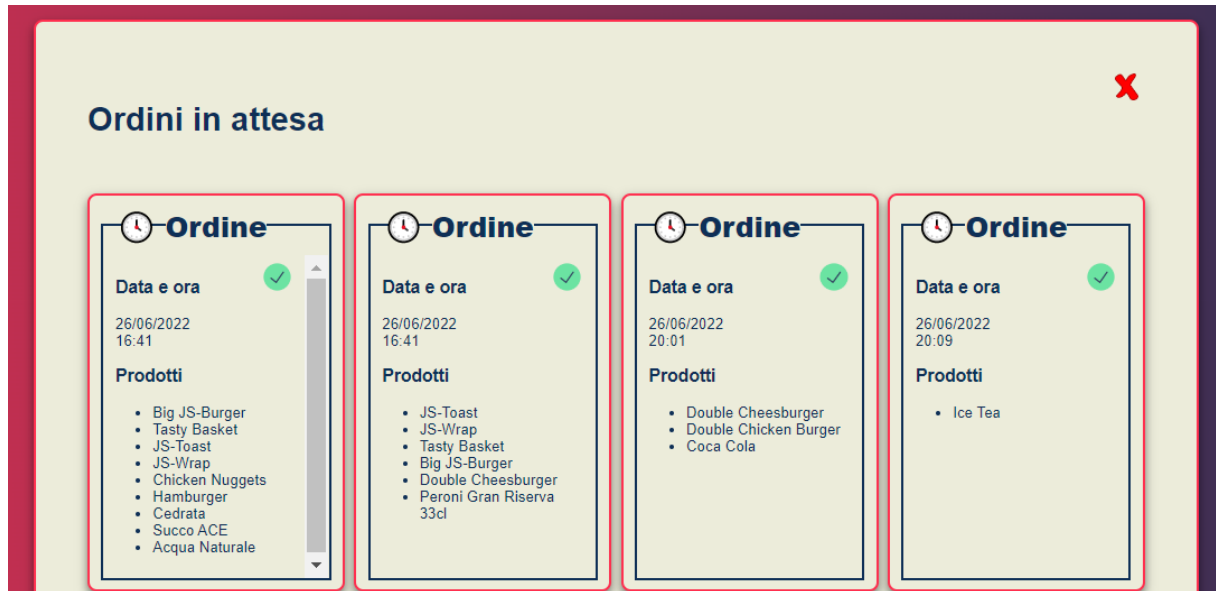 Ordini in attesa
Ordine
Data e ora
26/06/2022
16:41
Prodotti
Big JS-Burger
Tasty Basket
JS-Toast
JS-Wrap
Chicken Nuggets
Hamburger
Cedrata
Succo ACE
Acqua Naturale
Ordine
Data e ora
26/06/2022
16:41
Prodotti
JS-Toast
JS-Wrap
Tasty Basket
Big JS-Burger
Double Cheesburger
Peroni Gran Riserva
33cl
Ordine
Data e ora
26/06/2022
20:01
Prodotti
Double Cheesburger
Double Chicken Burger
Coca Cola
Ordine
Data e ora
26/06/2022
20:09
Prodotti
Ice Tea